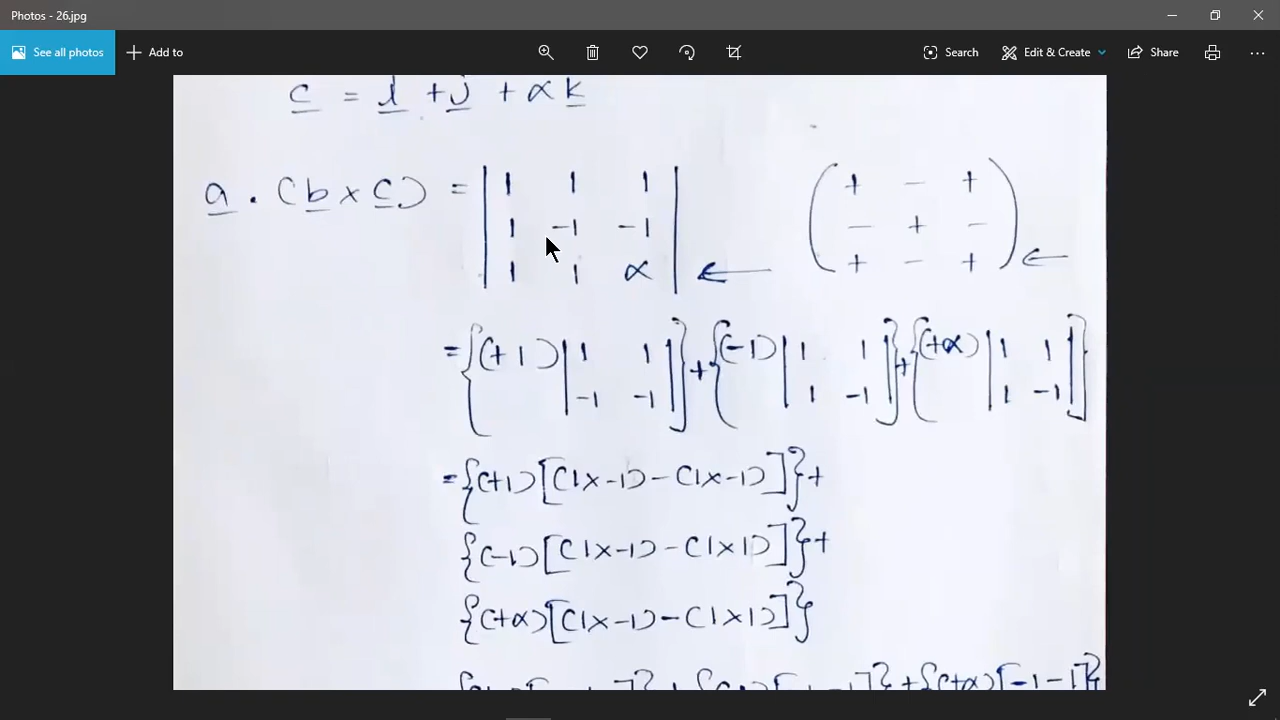 Photos - 26.jpg
See all photos
Add to
Search
Edit & Create
Share
c = i + j + αk
a . (b × c) = | 1 1 1 | ( + − + )
| 1 −1 −1 | ( − + − )
| 1 1 α | ← ( + − + ) ←
= {(+1) | 1 1 |} + {(−1) | 1 1 |} + {(+α) | 1 1 |}
| −1 −1 | | 1 −1 | | 1 −1 |
= {(+1)[(1×−1)−(1×−1)]}+
{(−1)[(1×−1)−(1×1)]}+
{(+α)[(1×−1)−(1×1)]}
+{(+α)[−1−1]}